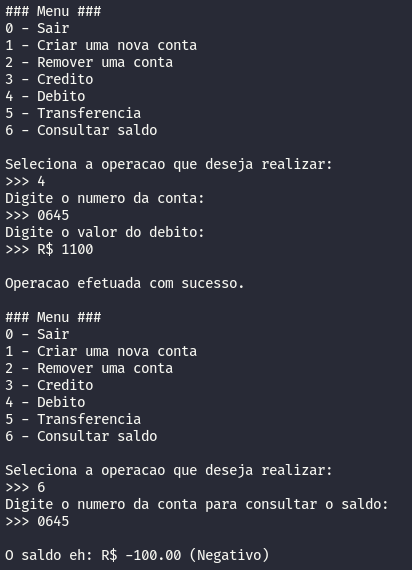 ### Menu ###
0 - Sair
1 - Criar uma nova conta
2 - Remover uma conta
3 - Credito
4 - Debito
5 - Transferencia
6 - Consultar saldo
Seleciona a operacao que deseja realizar:
>>> 4
Digite o numero da conta:
>>> 0645
Digite o valor do debito:
>>> R$ 1100
Operacao efetuada com sucesso.
### Menu ###
0 - Sair
1 - Criar uma nova conta
2 - Remover uma conta
3 - Credito
4 - Debito
5 - Transferencia
6 - Consultar saldo
Seleciona a operacao que deseja realizar:
>>> 6
Digite o numero da conta para consultar o saldo:
>>> 0645
O saldo eh: R$ -100.00 (Negativo)